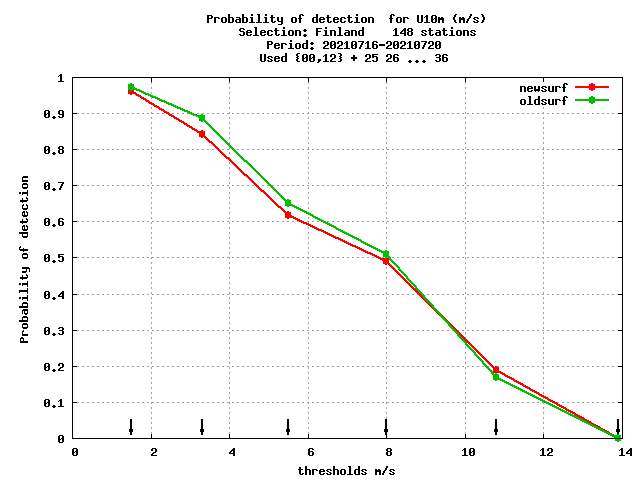 Probability of detection  for U10m (m/s)
Selection: Finland    148 stations
Period: 20210716-20210720
Used {00,12} + 25 26 ... 36
newsurf
oldsurf
1
0.9
0.8
0.7
0.6
0.5
0.4
0.3
0.2
0.1
0
Probability of detection
0 2 4 6 8 10 12 14
thresholds m/s